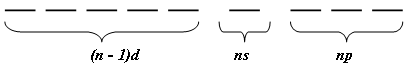 (n - 1)d ns np